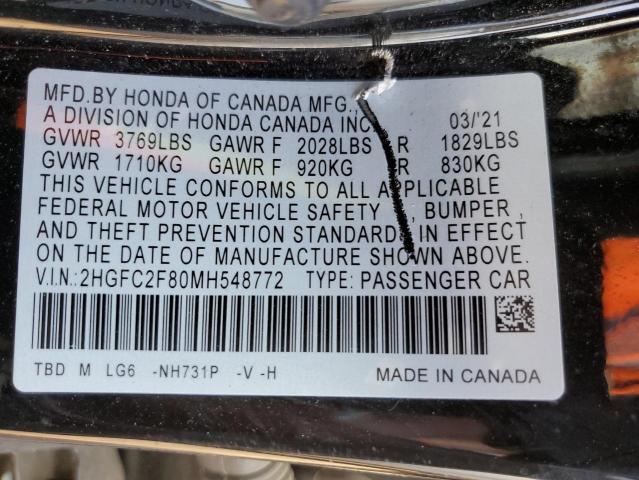 MFD.BY HONDA OF CANADA MFG.,
A DIVISION OF HONDA CANADA INC 03/'21
GVWR 3769LBS GAWR F 2028LBS R 1829LBS
GVWR 1710KG GAWR F 920KG R 830KG
THIS VEHICLE CONFORMS TO ALL APPLICABLE
FEDERAL MOTOR VEHICLE SAFETY , BUMPER ,
AND THEFT PREVENTION STANDARDS IN EFFECT
ON THE DATE OF MANUFACTURE SHOWN ABOVE.
V.I.N.:2HGFC2F80MH548772 TYPE: PASSENGER CAR
TBD M LG6 -NH731P -V -H MADE IN CANADA